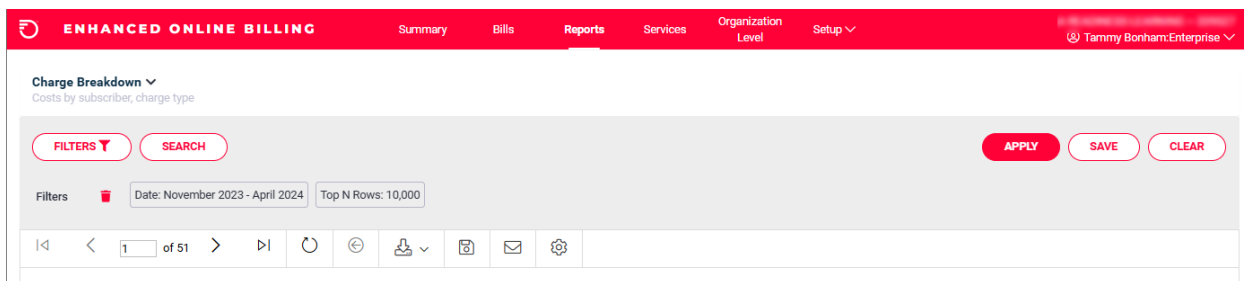 ENHANCED ONLINE BILLING
Summary
Bills
Reports
Services
Organization
Level
Setup
Tammy Bonham:Enterprise
Charge Breakdown
Costs by subscriber, charge type
FILTERS
SEARCH
APPLY
SAVE
CLEAR
Filters
Date: November 2023 - April 2024
Top N Rows: 10,000
1 of 51